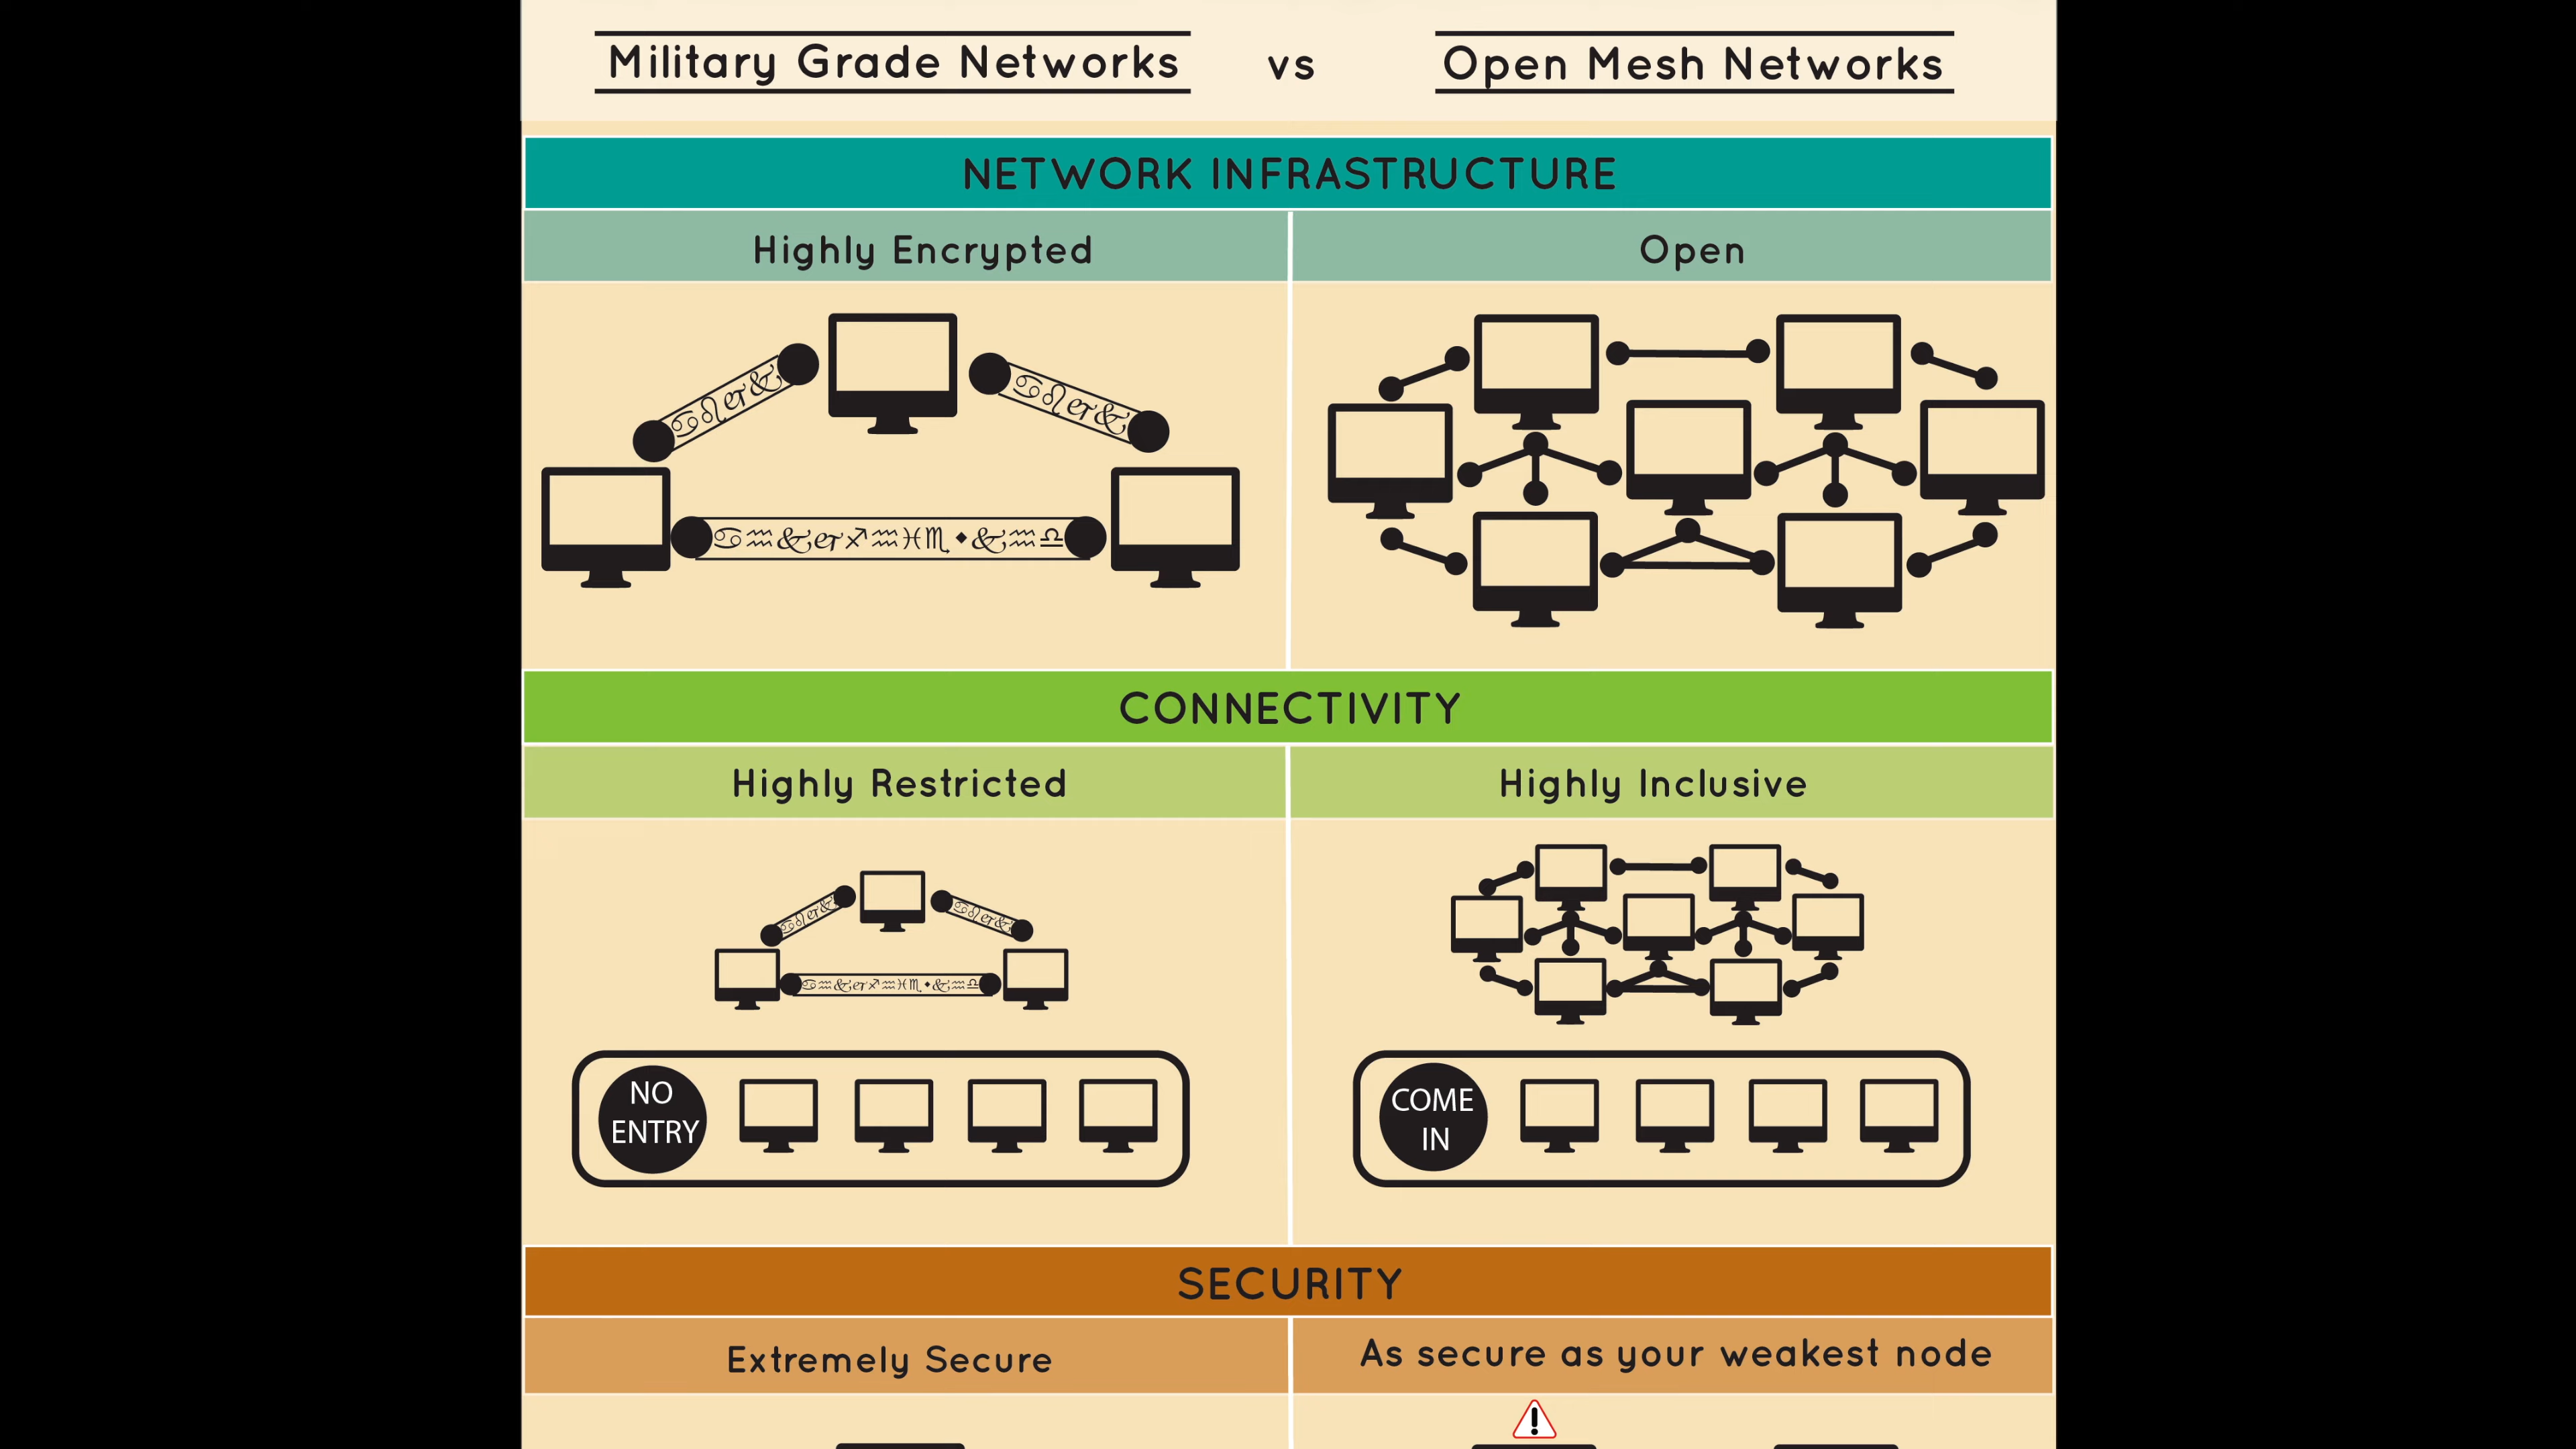 Military Grade Networks vs Open Mesh Networks
NETWORK INFRASTRUCTURE
Highly Encrypted
Open
CONNECTIVITY
Highly Restricted
Highly Inclusive
NO
ENTRY
COME
IN
SECURITY
Extremely Secure
As secure as your weakest node